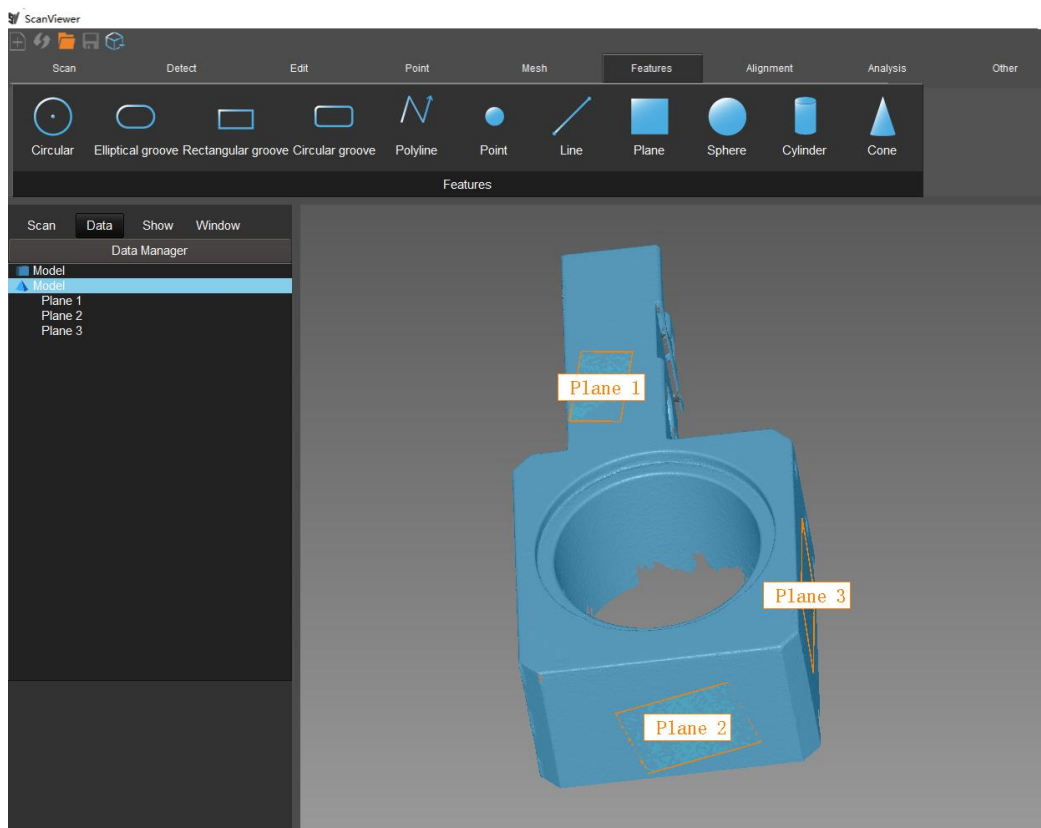 ScanViewer
Scan Detect Edit Point Mesh Features Alignment Analysis Other
Circular Elliptical groove Rectangular groove Circular groove Polyline Point Line Plane Sphere Cylinder Cone
Features
Scan Data Show Window
Data Manager
Model
Model
Plane 1
Plane 2
Plane 3
Plane 1
Plane 3
Plane 2